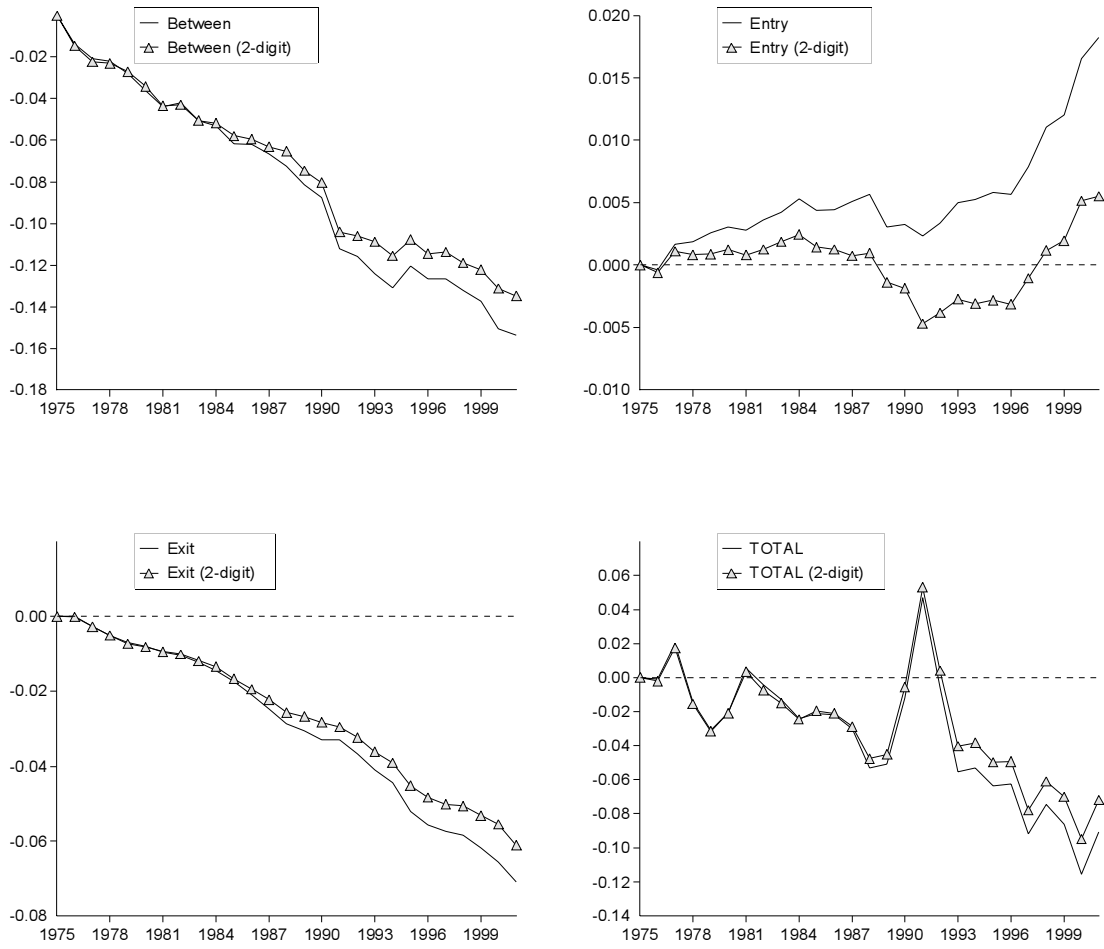 Between
Between (2-digit)
-0.02
-0.04
-0.06
-0.08
-0.10
-0.12
-0.14
-0.16
-0.18
1975 1978 1981 1984 1987 1990 1993 1996 1999
Entry
Entry (2-digit)
0.020
0.015
0.010
0.005
0.000
-0.005
-0.010
1975 1978 1981 1984 1987 1990 1993 1996 1999
Exit
Exit (2-digit)
0.00
-0.02
-0.04
-0.06
-0.08
1975 1978 1981 1984 1987 1990 1993 1996 1999
TOTAL
TOTAL (2-digit)
0.06
0.04
0.02
0.00
-0.02
-0.04
-0.06
-0.08
-0.10
-0.12
-0.14
1975 1978 1981 1984 1987 1990 1993 1996 1999